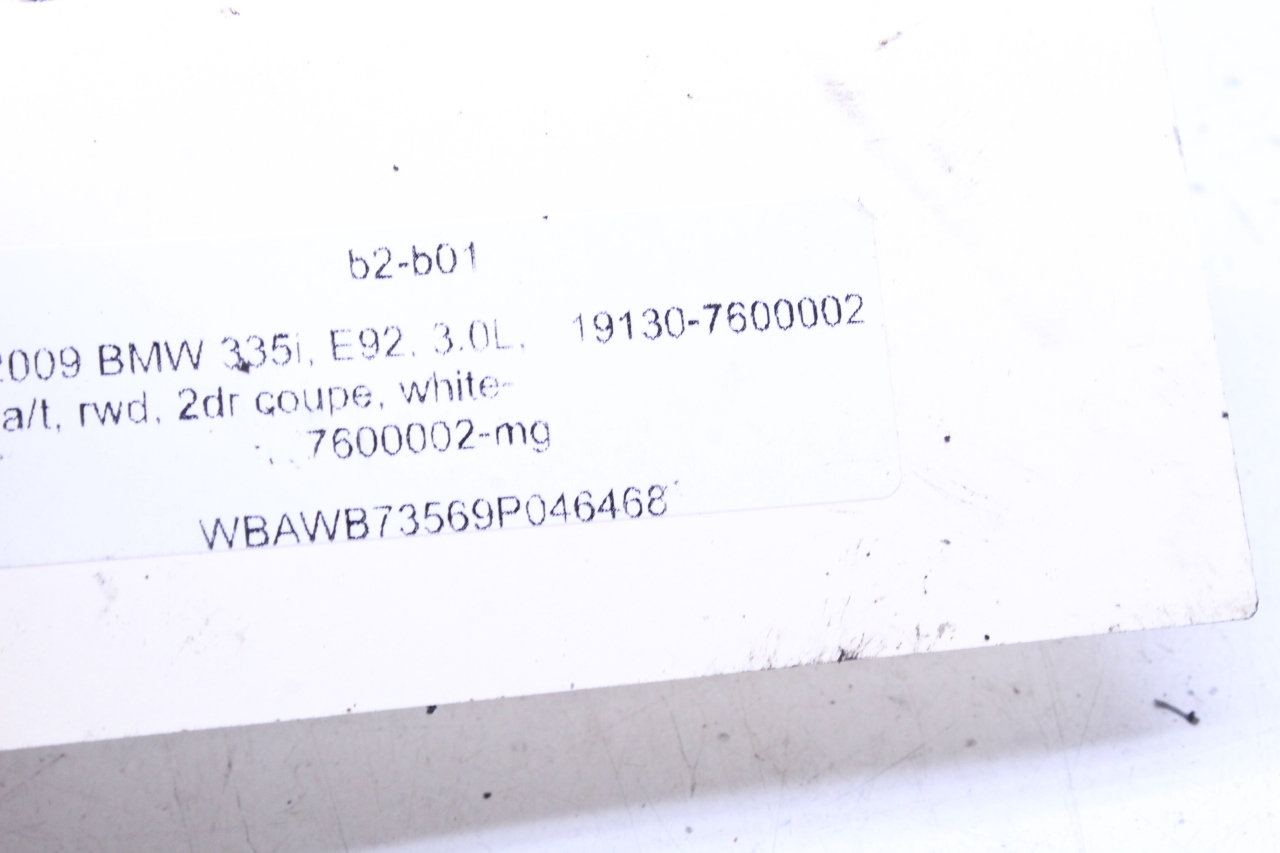 b2-b01
2009 BMW 335i, E92, 3.0L, 19130-7600002
a/t, rwd, 2dr coupe, white-
7600002-mg
WBAWB73569P046468